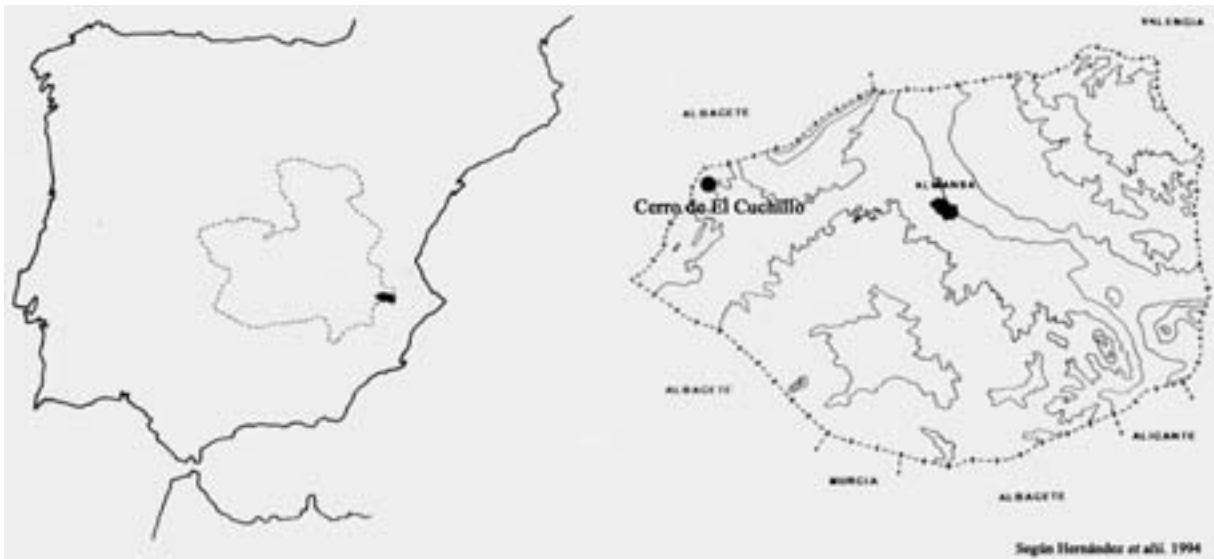 VALENCIA
ALBACETE
ALMANSA
Cerro de El Cuchillo
ALBACETE
ALICANTE
MURCIA
ALBACETE
Según Hernández et alii. 1994